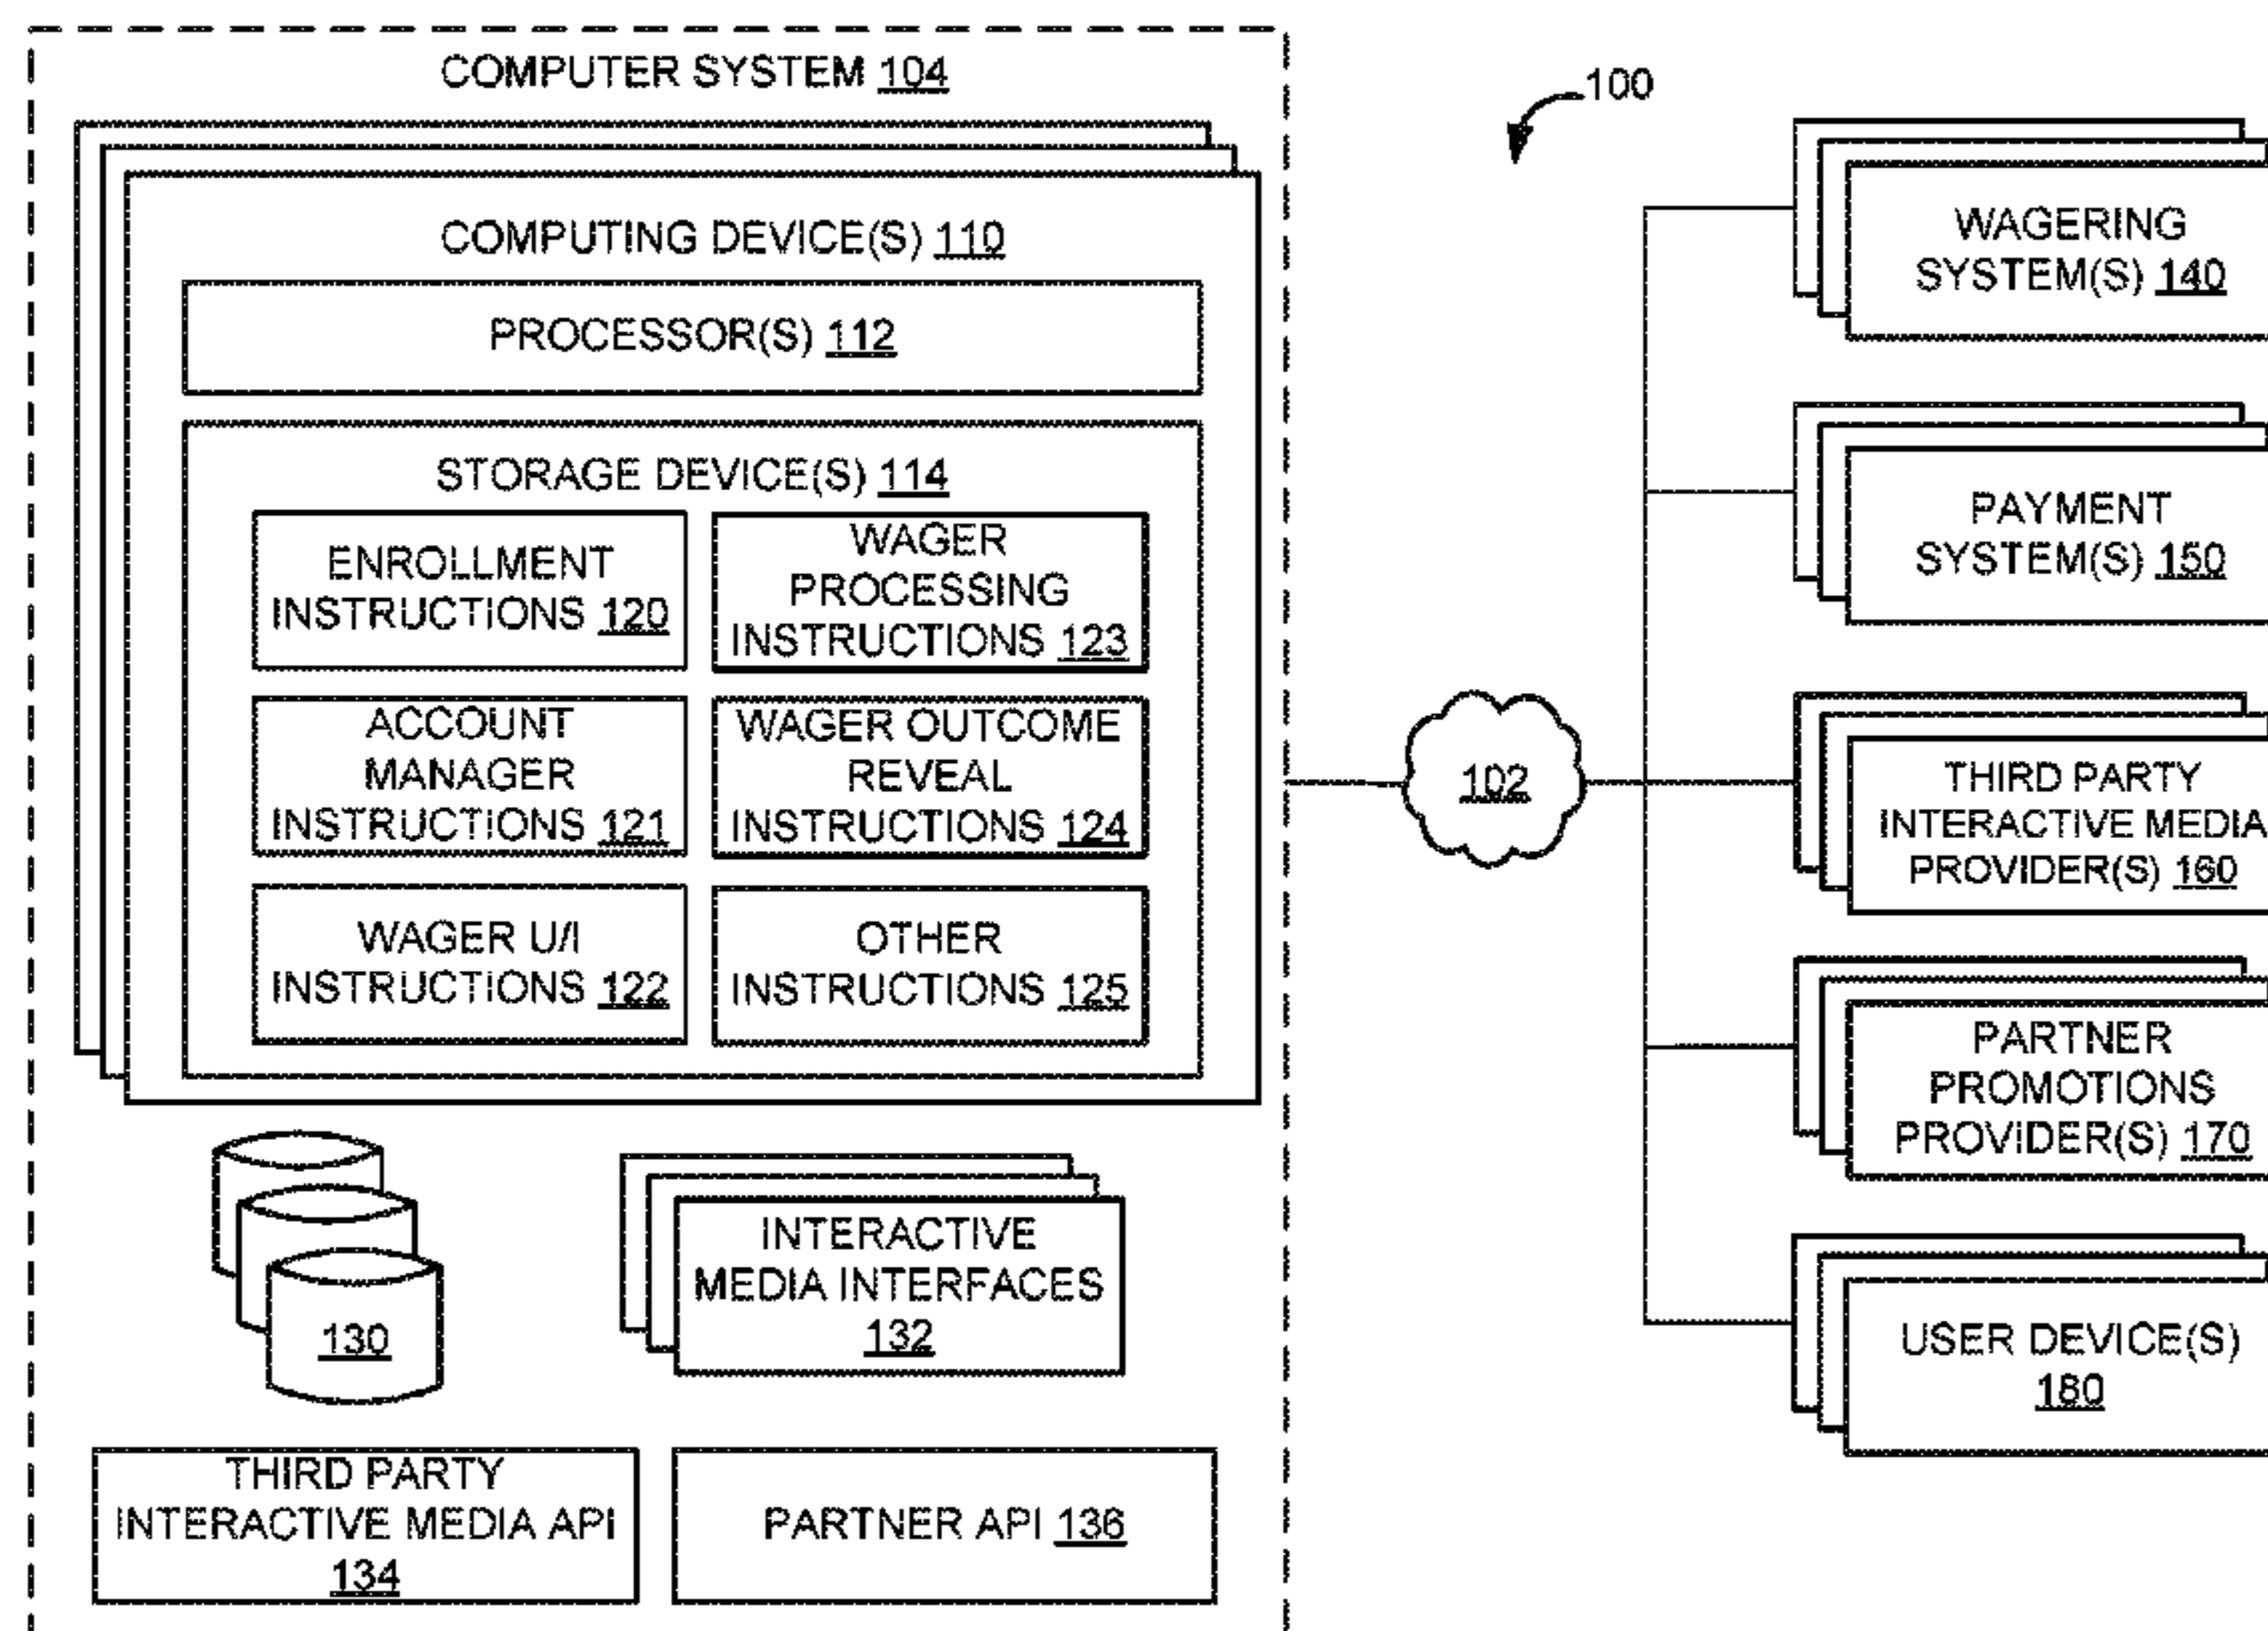 COMPUTER SYSTEM 104
100
COMPUTING DEVICE(S) 110
PROCESSOR(S) 112
STORAGE DEVICE(S) 114
ENROLLMENT
INSTRUCTIONS 120
WAGER
PROCESSING
INSTRUCTIONS 123
ACCOUNT
MANAGER
INSTRUCTIONS 121
WAGER OUTCOME
REVEAL
INSTRUCTIONS 124
WAGER U/I
INSTRUCTIONS 122
OTHER
INSTRUCTIONS 125
130
INTERACTIVE
MEDIA INTERFACES
132
THIRD PARTY
INTERACTIVE MEDIA API
134
PARTNER API 136
102
WAGERING
SYSTEM(S) 140
PAYMENT
SYSTEM(S) 150
THIRD PARTY
INTERACTIVE MEDIA
PROVIDER(S) 160
PARTNER
PROMOTIONS
PROVIDER(S) 170
USER DEVICE(S)
180